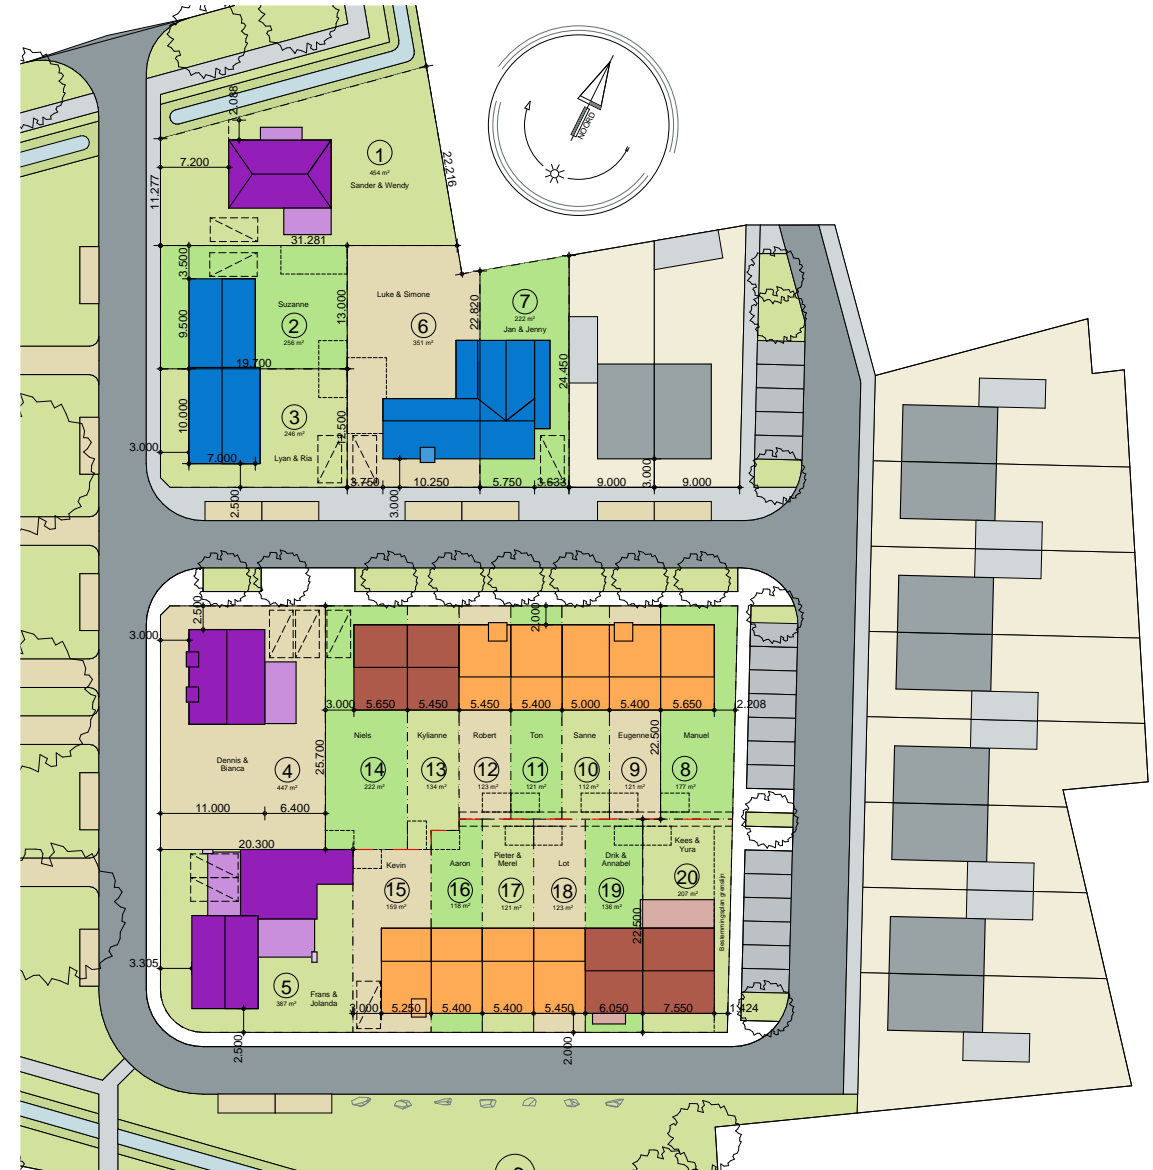 2.088
7.200
11.277
1
454 m²
Sander & Wendy
22.216
NOORD
31.281
3.500
Suzanne
2
256 m²
9.500
13.000
19.700
Luke & Simone
6
351 m²
22.820
7
222 m²
Jan & Jenny
24.450
10.000
3
246 m²
12.500
Lyan & Ria
3.000
7.000
2.500
3.750
10.250
3.000
5.750
3.633
9.000
3.000
9.000
2.500
3.000
2.000
3.000
5.650
5.450
5.450
5.400
5.000
5.400
5.650
2.208
Niels
Kylianne
Robert
Ton
Sanne
Eugenne
22.500
Manuel
Dennis &
Bianca
4
447 m²
25.700
14
222 m²
13
134 m²
12
123 m²
11
121 m²
10
112 m²
9
121 m²
8
177 m²
11.000
6.400
20.300
Kevin
15
159 m²
Aaron
16
118 m²
Pieter &
Merel
17
121 m²
Lot
18
123 m²
Drik &
Annabel
19
136 m²
Kees &
Yura
20
207 m²
22.500
Bestemmingsplan grenslijn
3.305
5
387 m²
Frans &
Jolanda
3.000
5.250
5.400
5.400
5.450
6.050
7.550
1.424
2.500
2.000